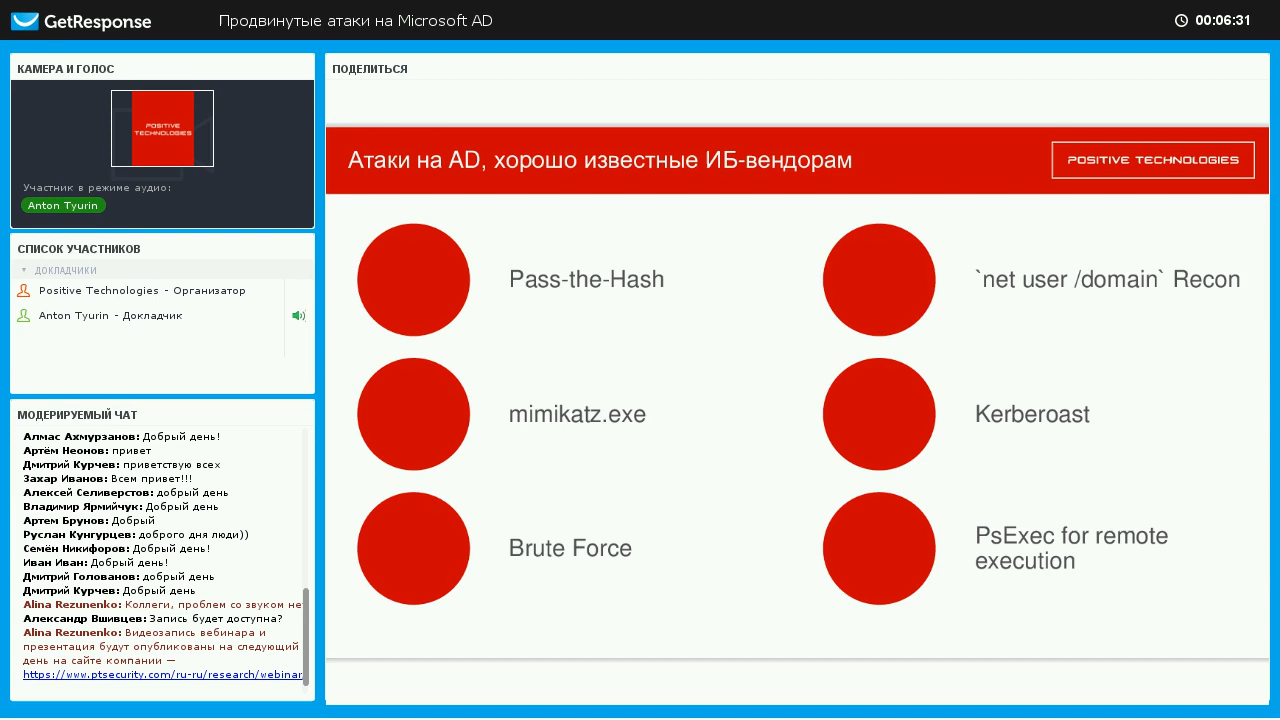 GetResponse
Продвинутые атаки на Microsoft AD
00:06:31
КАМЕРА И ГОЛОС
POSITIVE
TECHNOLOGIES
Участник в режиме аудио:
Anton Tyurin
СПИСОК УЧАСТНИКОВ
ДОКЛАДЧИКИ
Positive Technologies - Организатор
Anton Tyurin - Докладчик
МОДЕРИРУЕМЫЙ ЧАТ
Алмас Ахмурзанов: Добрый день!
Артём Неонов: привет
Дмитрий Курчев: приветствую всех
Захар Иванов: Всем привет!!!
Алексей Селиверстов: добрый день
Владимир Ярмийчук: Добрый день
Артем Брунов: Добрый
Руслан Кунгурцев: доброго дня люди))
Семён Никифоров: Добрый день!
Иван Иван: Добрый день!
Дмитрий Голованов: добрый день
Дмитрий Курчев: Добрый день
Alina Rezunenko: Коллеги, проблем со звуком не
Александр Вшивцев: Запись будет доступна?
Alina Rezunenko: Видеозапись вебинара и
презентация будут опубликованы на следующий
день на сайте компании —
https://www.ptsecurity.com/ru-ru/research/webinar
ПОДЕЛИТЬСЯ
Атаки на AD, хорошо известные ИБ-вендорам
POSITIVE TECHNOLOGIES
Pass-the-Hash
`net user /domain` Recon
mimikatz.exe
Kerberoast
Brute Force
PsExec for remote
execution